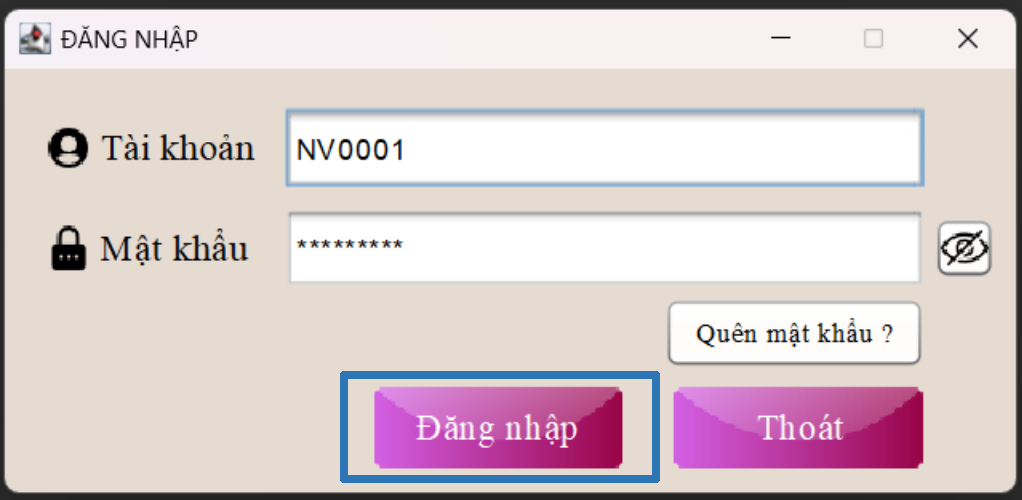 ĐĂNG NHẬP
Tài khoản
NV0001
Mật khẩu
*********
Quên mật khẩu ?
Đăng nhập
Thoát